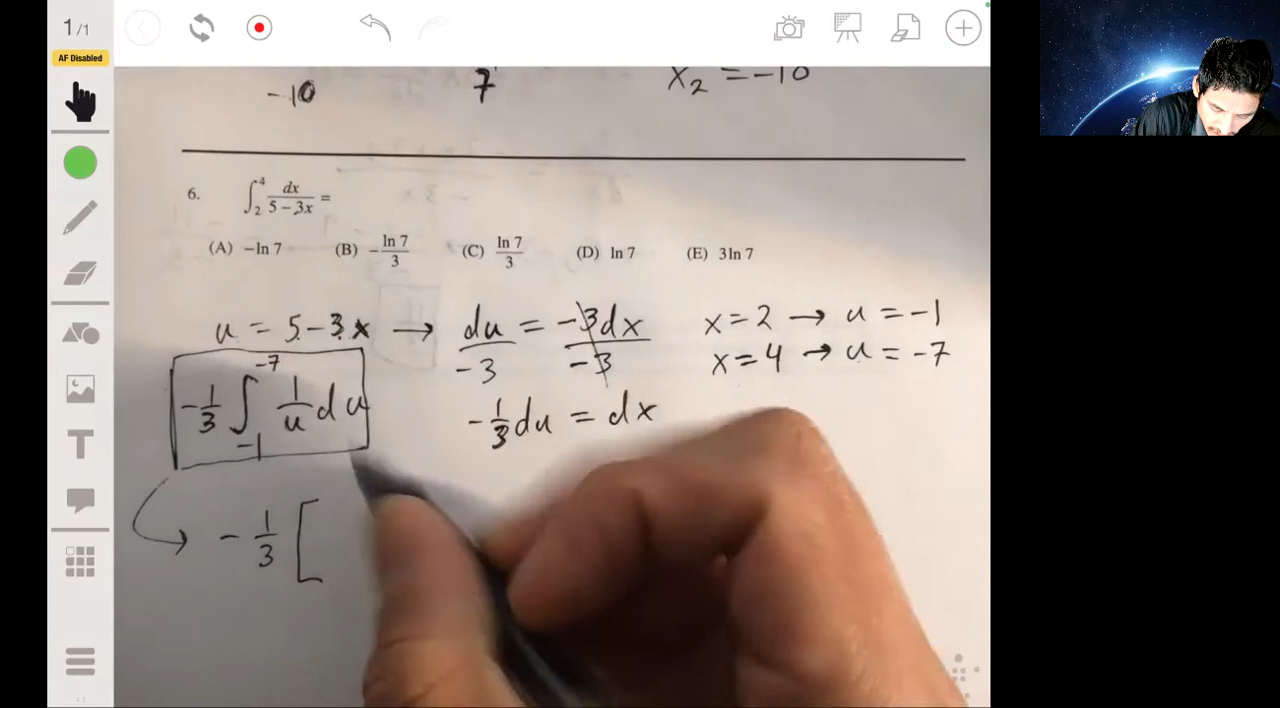 1/1
AF Disabled
-10 7 x₂ = -10
6. ∫₂⁴ dx/(5 - 3x) =
(A) -ln 7 (B) -ln 7/3 (C) ln 7/3 (D) ln 7 (E) 3 ln 7
u = 5 - 3x → du/-3 = -3dx/-3 x = 2 → u = -1
x = 4 → u = -7
-1/3 ∫₋₁⁻⁷ 1/u du -1/3 du = dx
→ -1/3 [
T